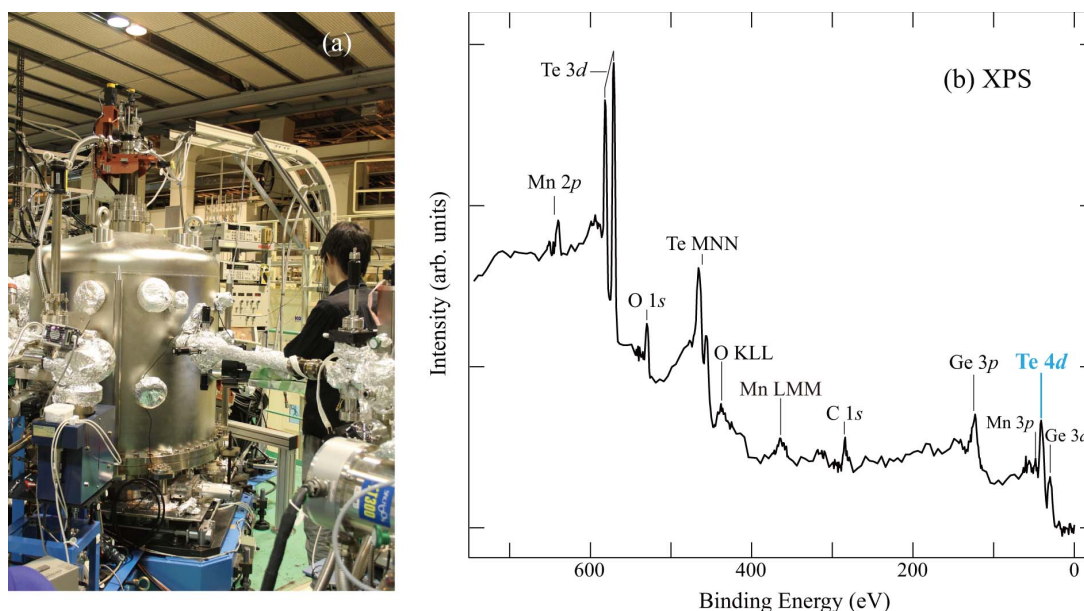 (a)
T300
(b) XPS
Te 3d
Mn 2p
Te MNN
O 1s
O KLL
Mn LMM
C 1s
Ge 3p
Te 4d
Mn 3p
Ge 3d
Intensity (arb. units)
600
400
200
0
Binding Energy (eV)